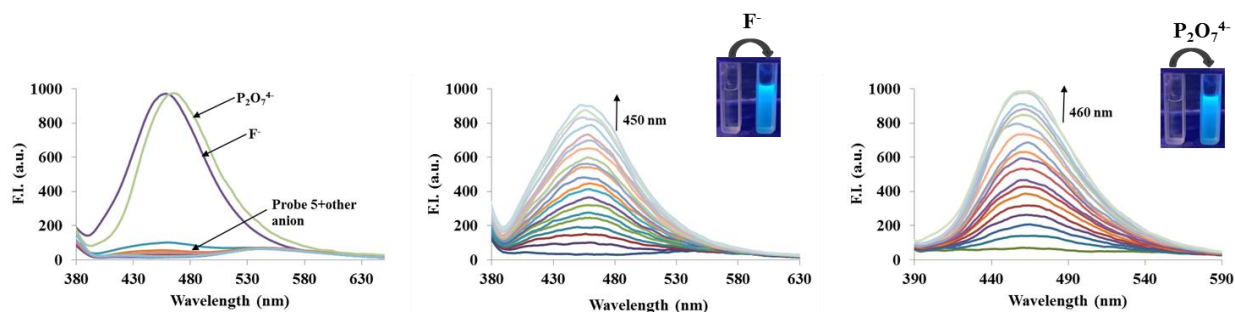 1000
800
600
400
200
0
F.I. (a.u.)
380 430 480 530 580 630
Wavelength (nm)
P₂O₇⁴⁻
F⁻
Probe 5+other
anion
F⁻
1000
800
600
400
200
0
F.I. (a.u.)
380 430 480 530 580 630
Wavelength (nm)
450 nm
P₂O₇⁴⁻
1000
800
600
400
200
0
F.I. (a.u.)
390 440 490 540 590
Wavelength (nm)
460 nm